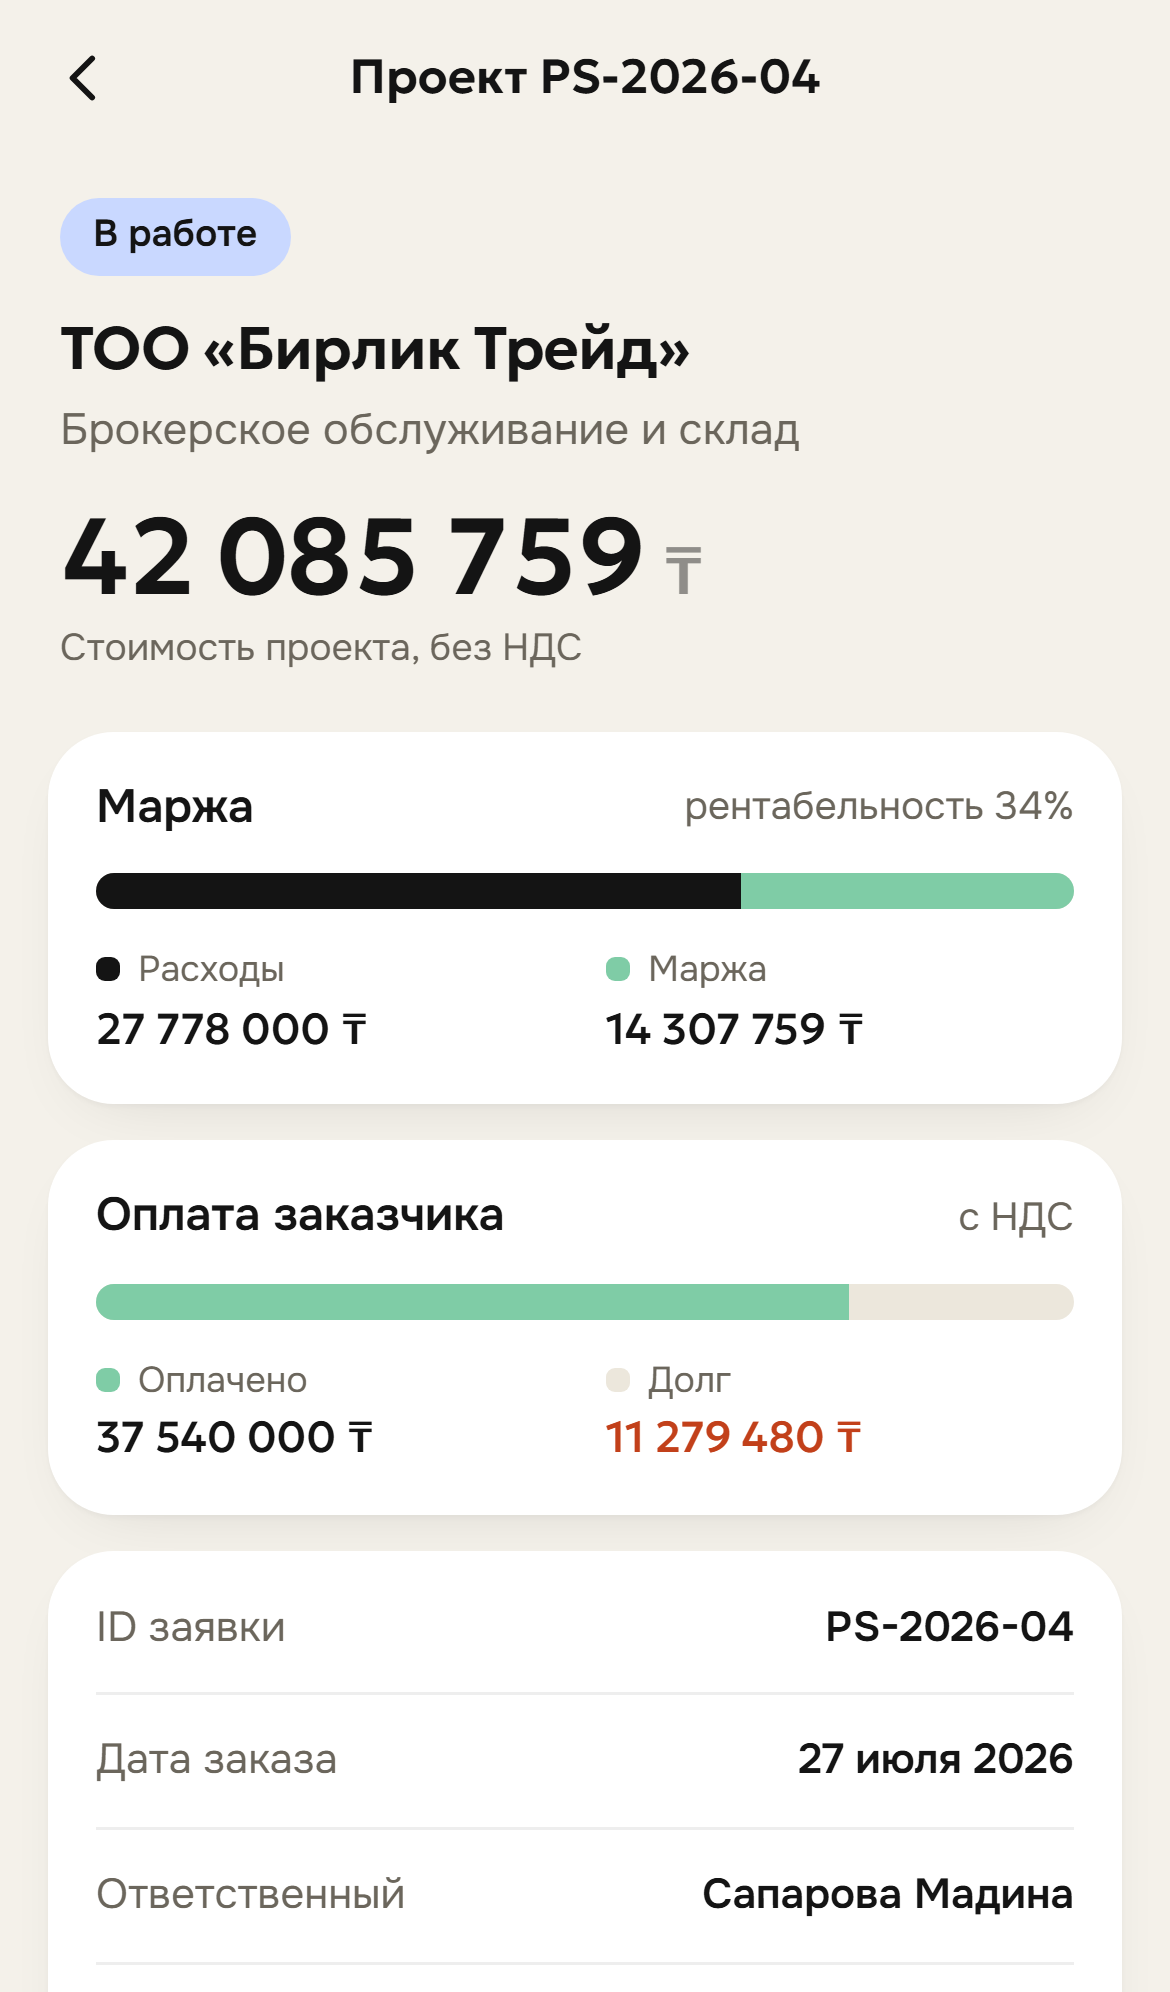 Проект PS-2026-04
В работе
ТОО «Бирлик Трейд»
Брокерское обслуживание и склад
42 085 759 ₸
Стоимость проекта, без НДС
Маржа рентабельность 34%
Расходы Маржа
27 778 000 ₸ 14 307 759 ₸
Оплата заказчика с НДС
Оплачено Долг
37 540 000 ₸ 11 279 480 ₸
ID заявки PS-2026-04
Дата заказа 27 июля 2026
Ответственный Сапарова Мадина